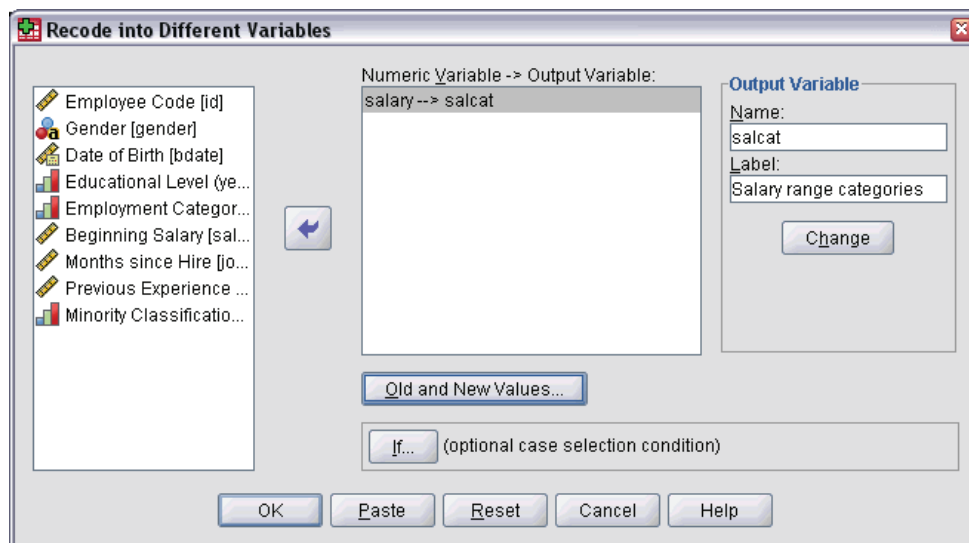 Recode into Different Variables
Employee Code [id]
Gender [gender]
Date of Birth [bdate]
Educational Level (ye...
Employment Categor...
Beginning Salary [sal...
Months since Hire [jo...
Previous Experience ...
Minority Classificatio...
Numeric Variable -> Output Variable:
salary --> salcat
Output Variable
Name:
salcat
Label:
Salary range categories
Change
Old and New Values...
If... (optional case selection condition)
OK Paste Reset Cancel Help